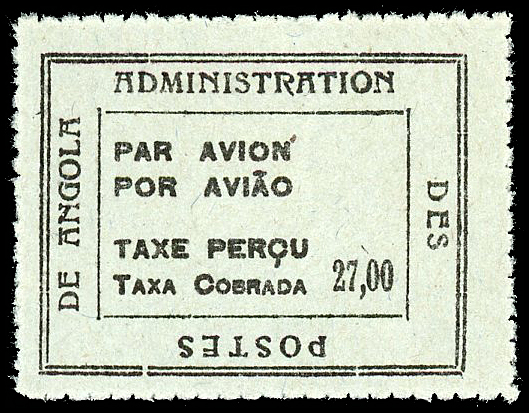 ADMINISTRATION
DES
POSTES
DE ANGOLA
PAR AVION
POR AVIÃO
TAXE PERÇU
TAXA COBRADA 27,00